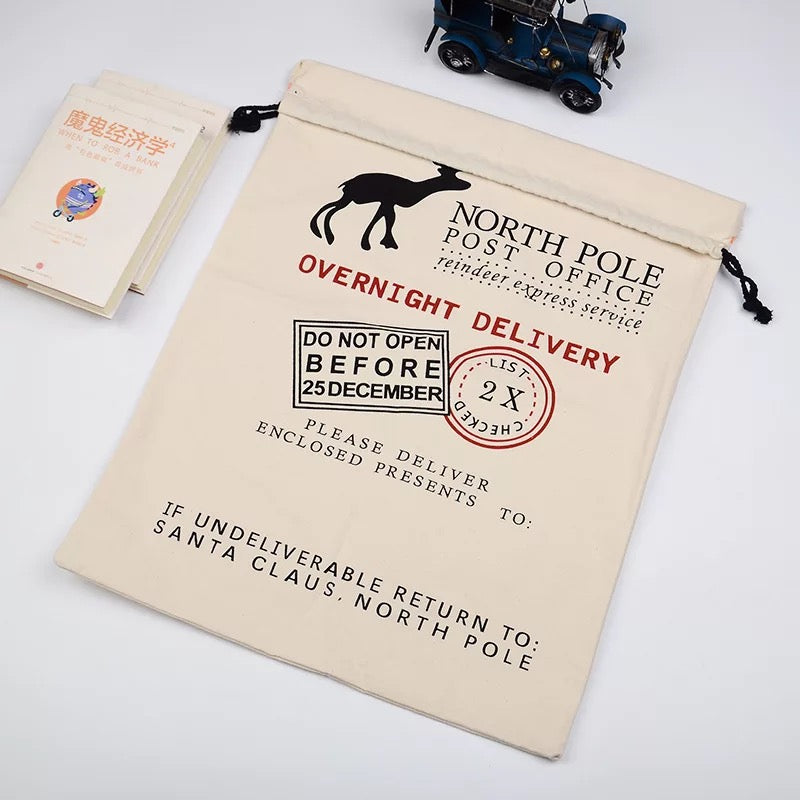 魔鬼经济学4
WHEN TO ROB A BANK
NORTH POLE
POST OFFICE
reindeer express service
OVERNIGHT DELIVERY
DO NOT OPEN
BEFORE
25 DECEMBER
LIST
2 X
CHECKED
PLEASE DELIVER
ENCLOSED PRESENTS TO:
IF UNDELIVERABLE RETURN TO:
SANTA CLAUS, NORTH POLE